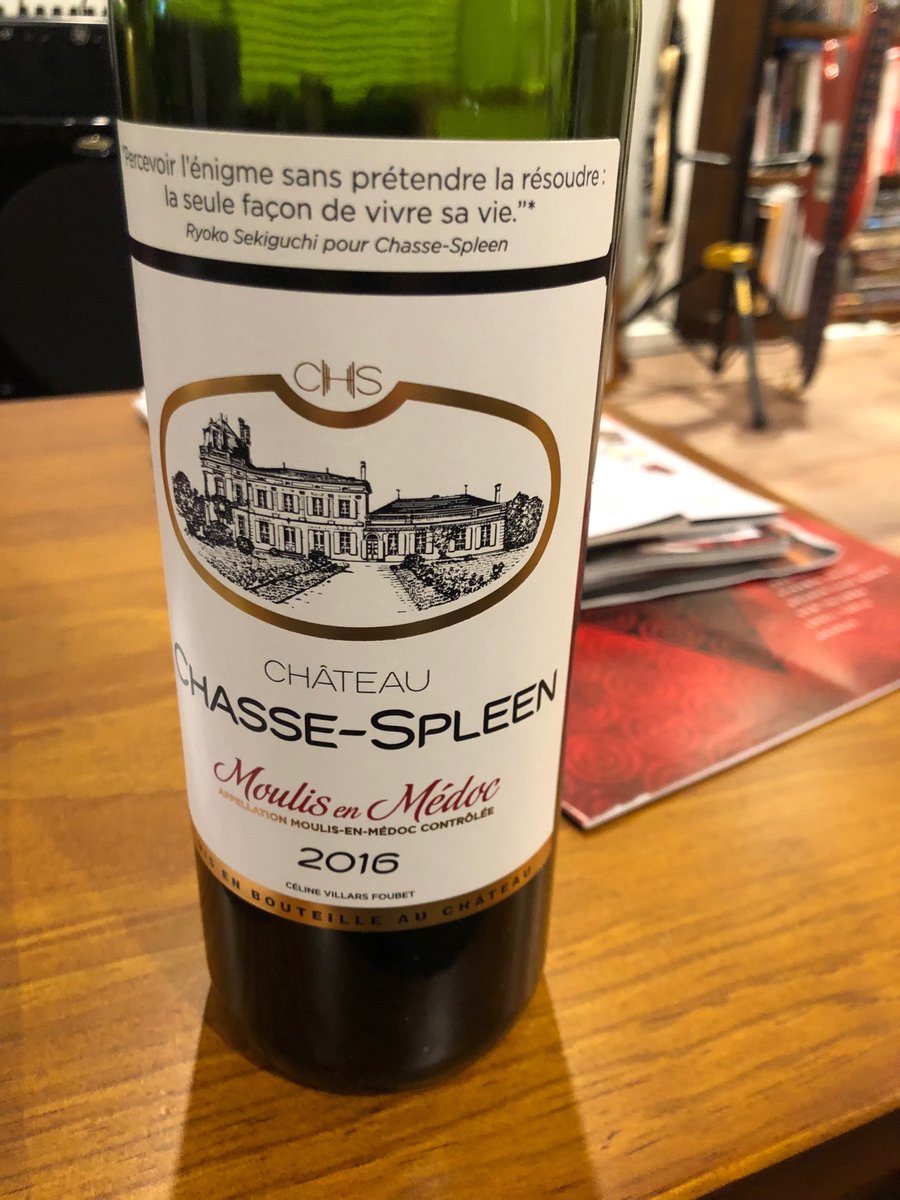 "Percevoir l'énigme sans prétendre la résoudre :
la seule façon de vivre sa vie."*
Ryoko Sekiguchi pour Chasse-Spleen
CHS
CHÂTEAU
CHASSE-SPLEEN
Moulis en Médoc
APPELLATION MOULIS-EN-MÉDOC CONTRÔLÉE
2016
CÉLINE VILLARS FOUBET
MIS EN BOUTEILLE AU CHÂTEAU